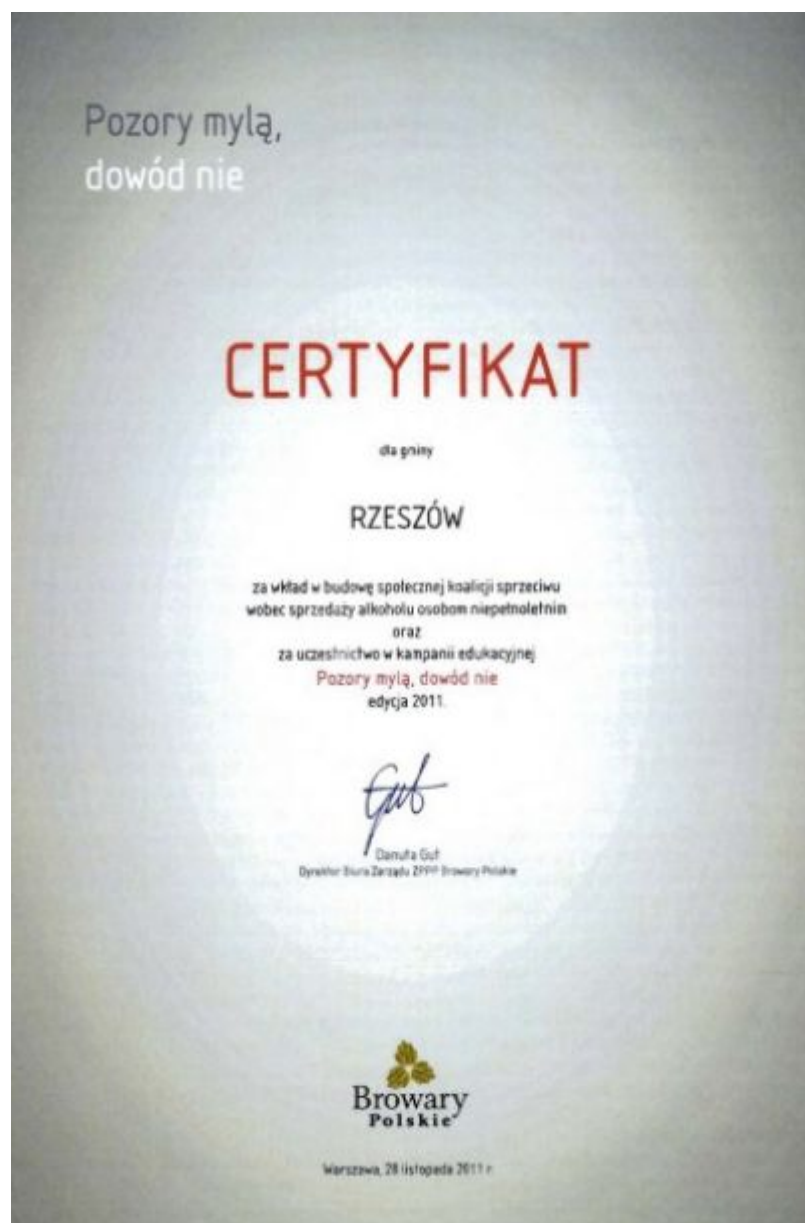 Pozory mylą,
dowód nie
CERTYFIKAT
dla gminy
RZESZÓW
za wkład w budowę społecznej koalicji sprzeciwu
wobec sprzedaży alkoholu osobom niepełnoletnim
oraz
za uczestnictwo w kampanii edukacyjnej
Pozory mylą, dowód nie
edycja 2011.
Danuta Gut
Dyrektor Biura Zarządu ZPPP Browary Polskie
Browary
Polskie
Warszawa, 28 listopada 2011 r.